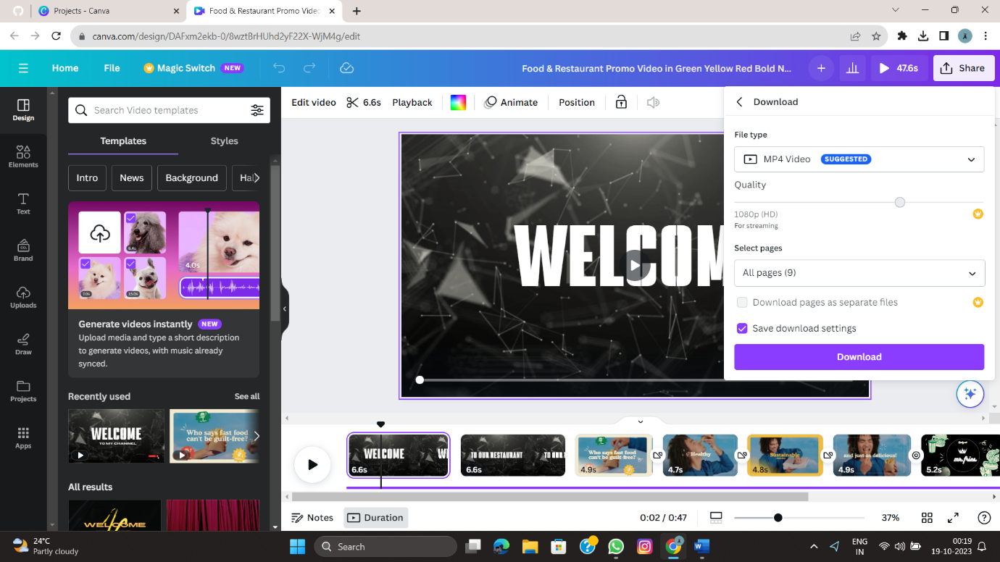 Projects - Canva
Food & Restaurant Promo Video
canva.com/design/DAFxm2ekb-0/8wztBrHUhd2yF22X-WjM4g/edit
Home
File
Magic Switch NEW
Food & Restaurant Promo Video in Green Yellow Red Bold N...
47.6s
Share
Design
Elements
Text
Brand
Uploads
Draw
Projects
Apps
Search Video templates
Templates
Styles
Intro
News
Background
Hal
8.4s
4.0s
7.0s
15.0s
Generate videos instantly NEW
Upload media and type a short description
to generate videos, with music already
synced.
Recently used
See all
WELCOME
TO MY CHANNEL
Who says fast food
can't be guilt-free?
All results
WELCOME
Edit video
6.6s
Playback
Animate
Position
WELCOM
Download
File type
MP4 Video SUGGESTED
Quality
1080p (HD)
For streaming
Select pages
All pages (9)
Download pages as separate files
Save download settings
Download
WELCOME
6.6s
TO OUR RESTAURANT
TO OUR
6.6s
Who says fast food
can't be guilt-free?
4.9s
Healthy
4.7s
Sustainable
4.8s
and just as delicious!
4.9s
mr.fries
5.2s
Notes
Duration
0:02 / 0:47
37%
24°C
Partly cloudy
Search
ENG
IN
00:19
19-10-2023